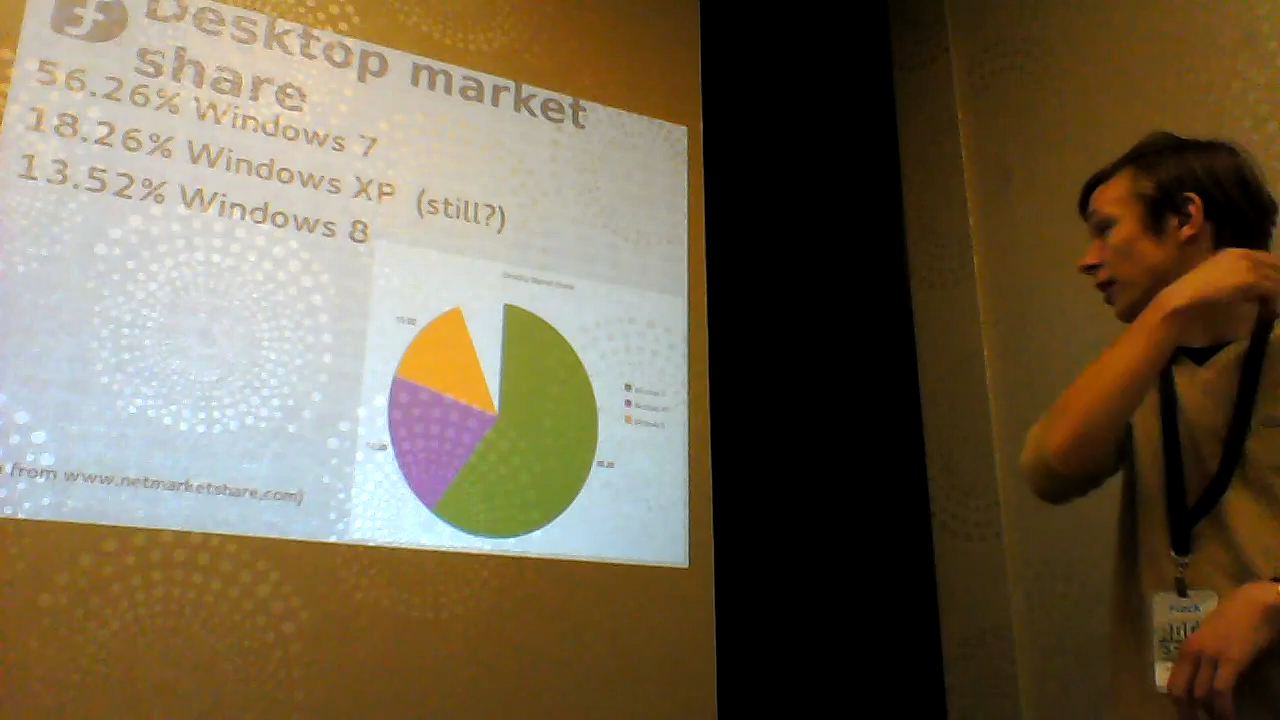 Desktop market
share
56.26% Windows 7
18.26% Windows XP (still?)
13.52% Windows 8
from www.netmarketshare.com)
Flock